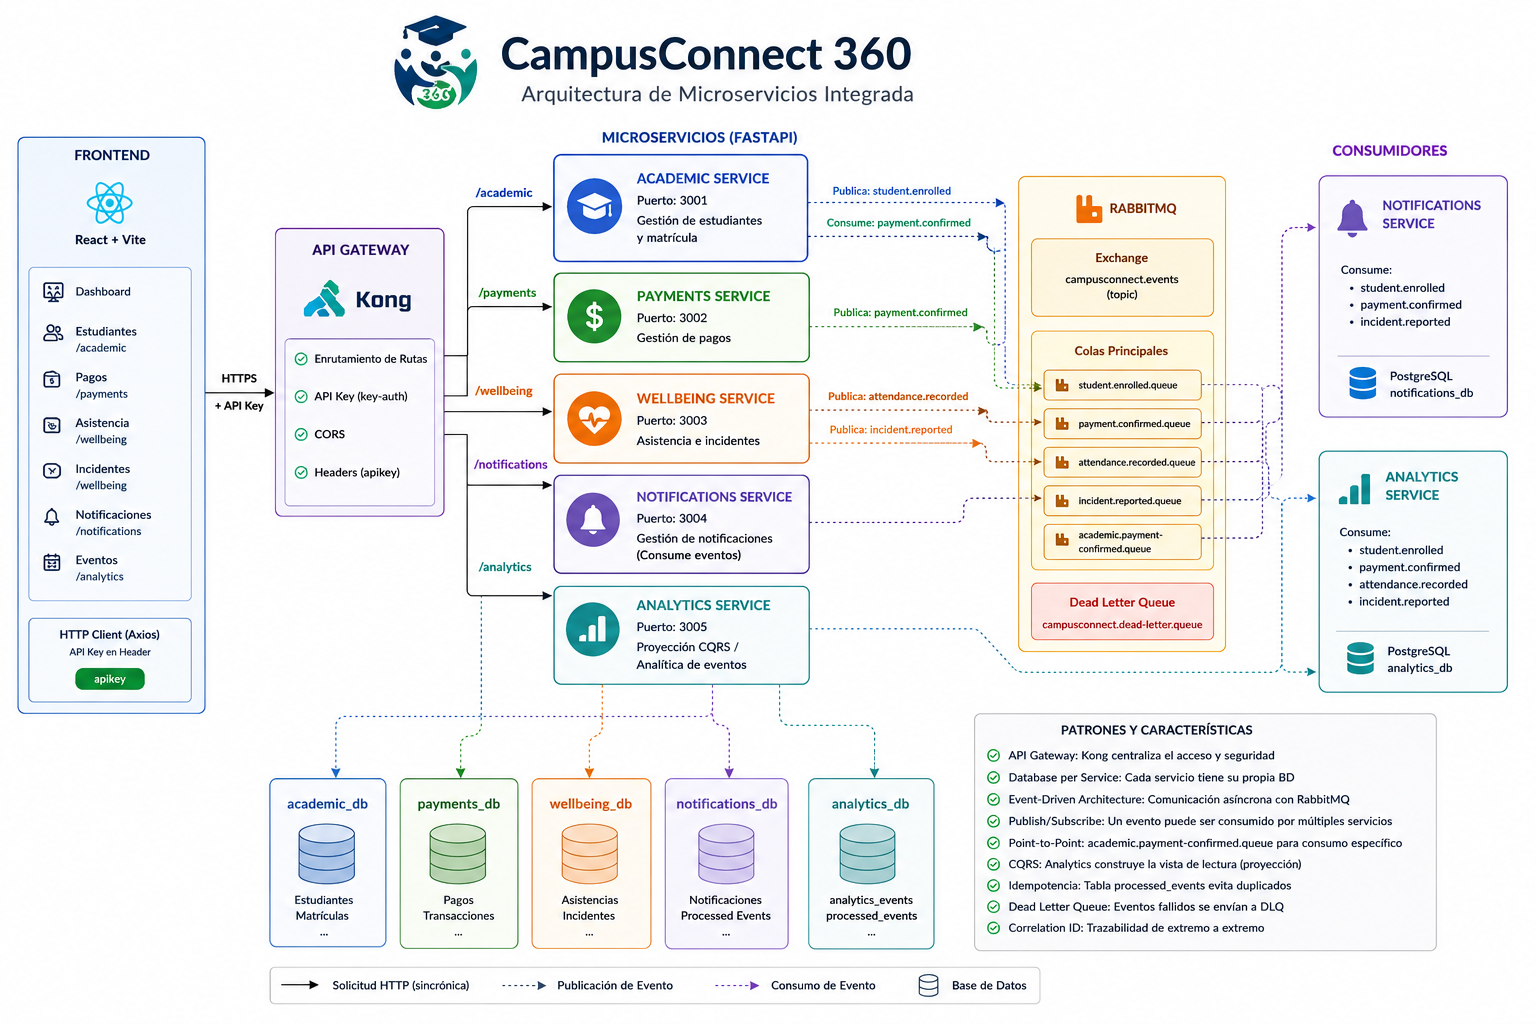 360
CampusConnect 360
Arquitectura de Microservicios Integrada
FRONTEND
React + Vite
Dashboard
Estudiantes
/academic
Pagos
/payments
Asistencia
/wellbeing
Incidentes
/wellbeing
Notificaciones
/notifications
Eventos
/analytics
HTTP Client (Axios)
API Key en Header
apikey
HTTPS
+ API Key
API GATEWAY
Kong
Enrutamiento de Rutas
API Key (key-auth)
CORS
Headers (apikey)
/academic
/payments
/wellbeing
/notifications
/analytics
MICROSERVICIOS (FASTAPI)
ACADEMIC SERVICE
Puerto: 3001
Gestión de estudiantes
y matrícula
PAYMENTS SERVICE
Puerto: 3002
Gestión de pagos
WELLBEING SERVICE
Puerto: 3003
Asistencia e incidentes
NOTIFICATIONS SERVICE
Puerto: 3004
Gestión de notificaciones
(Consume eventos)
ANALYTICS SERVICE
Puerto: 3005
Proyección CQRS /
Analítica de eventos
Publica: student.enrolled
Consume: payment.confirmed
Publica: payment.confirmed
Publica: attendance.recorded
Publica: incident.reported
RABBITMQ
Exchange
campusconnect.events
(topic)
Colas Principales
student.enrolled.queue
payment.confirmed.queue
attendance.recorded.queue
incident.reported.queue
academic.payment-
confirmed.queue
Dead Letter Queue
campusconnect.dead-letter.queue
CONSUMIDORES
NOTIFICATIONS
SERVICE
Consume:
• student.enrolled
• payment.confirmed
• incident.reported
PostgreSQL
notifications_db
ANALYTICS
SERVICE
Consume:
• student.enrolled
• payment.confirmed
• attendance.recorded
• incident.reported
PostgreSQL
analytics_db
academic_db
Estudiantes
Matrículas
...
payments_db
Pagos
Transacciones
...
wellbeing_db
Asistencias
Incidentes
...
notifications_db
Notificaciones
Processed Events
...
analytics_db
analytics_events
processed_events
...
PATRONES Y CARACTERÍSTICAS
API Gateway: Kong centraliza el acceso y seguridad
Database per Service: Cada servicio tiene su propia BD
Event-Driven Architecture: Comunicación asíncrona con RabbitMQ
Publish/Subscribe: Un evento puede ser consumido por múltiples servicios
Point-to-Point: academic.payment-confirmed.queue para consumo específico
CQRS: Analytics construye la vista de lectura (proyección)
Idempotencia: Tabla processed_events evita duplicados
Dead Letter Queue: Eventos fallidos se envían a DLQ
Correlation ID: Trazabilidad de extremo a extremo
Solicitud HTTP (sincrónica)
Publicación de Evento
Consumo de Evento
Base de Datos